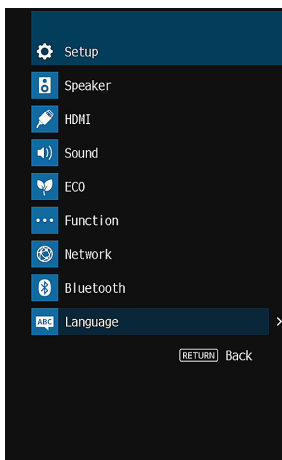 Setup
Speaker
HDMI
Sound
ECO
Function
Network
Bluetooth
ABC Language
RETURN Back